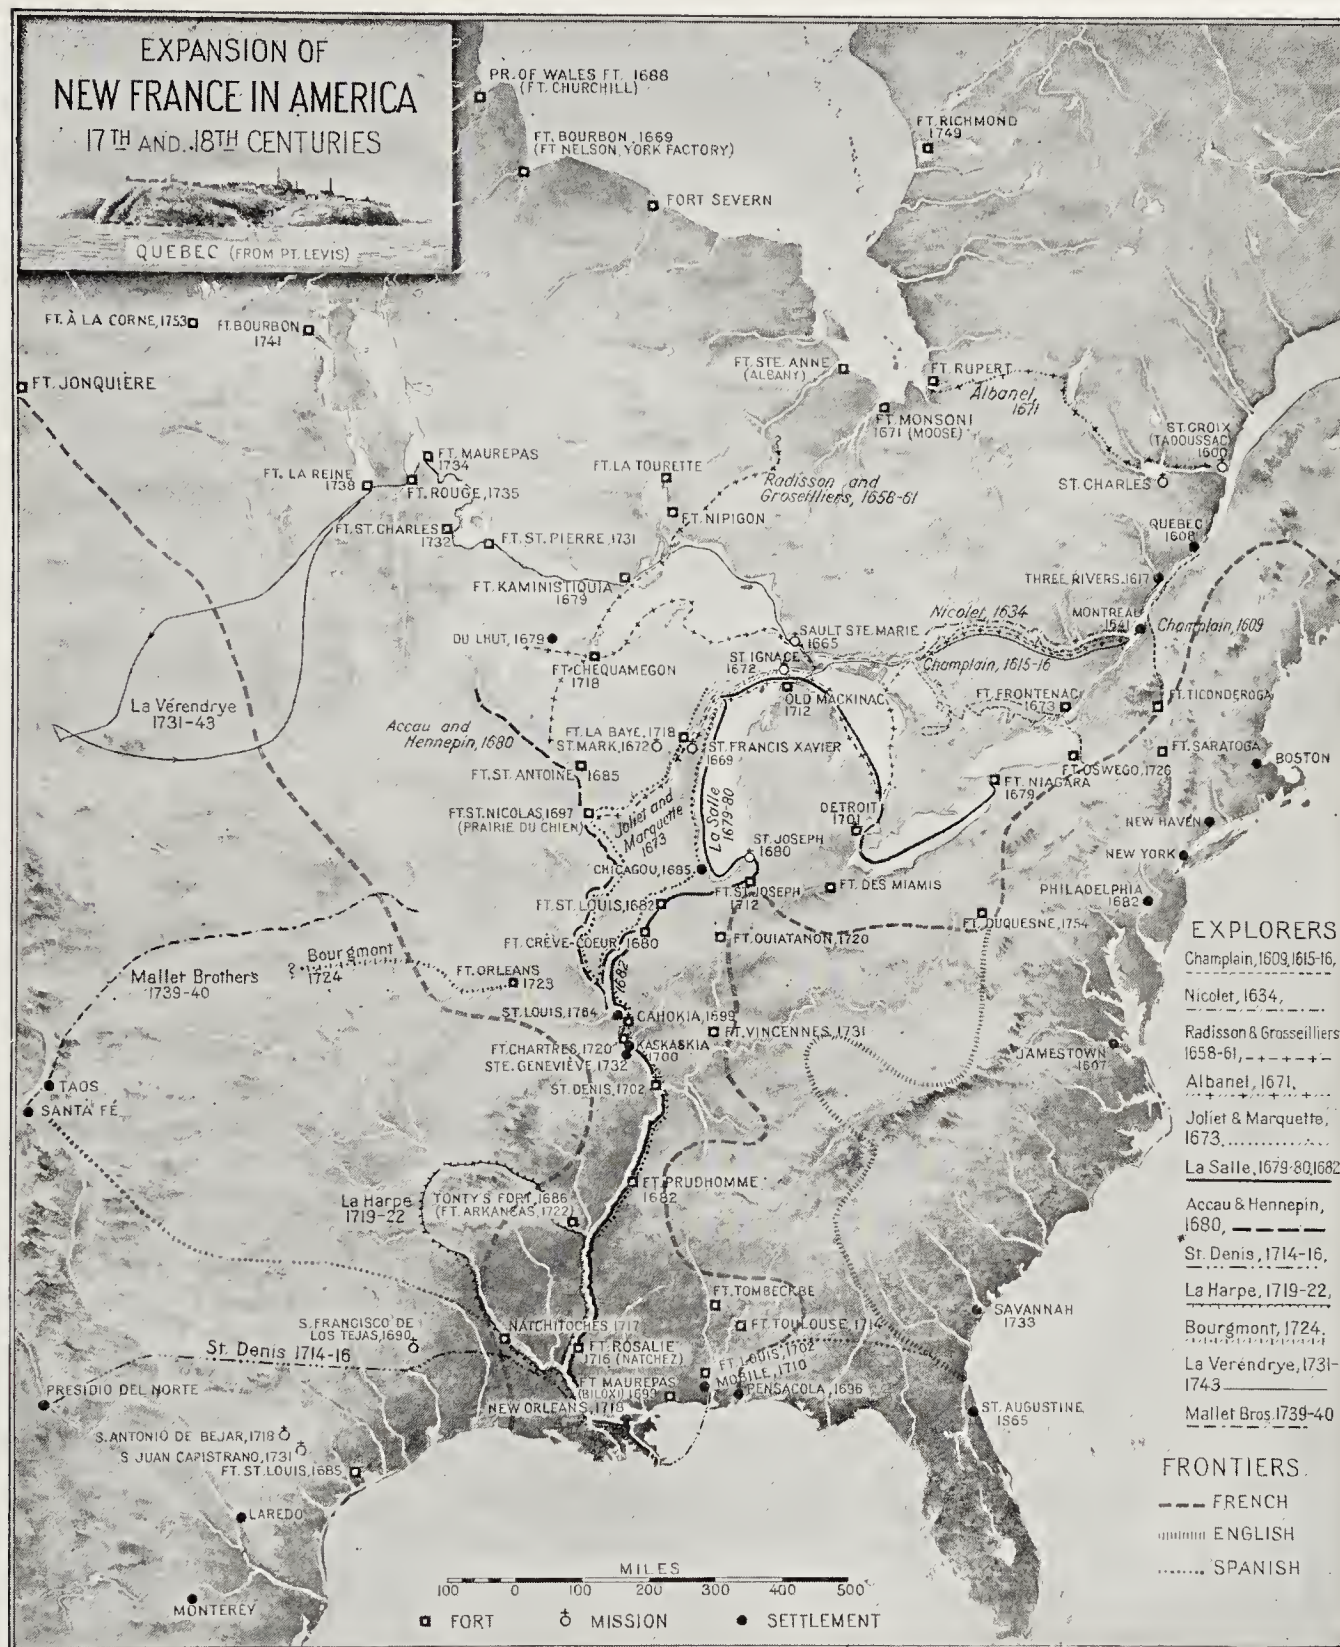 EXPANSION OF
NEW FRANCE IN AMERICA
17TH AND 18TH CENTURIES
QUEBEC (FROM PT. LEVIS)
PR. OF WALES FT. 1688
(FT. CHURCHILL)
FT. BOURBON, 1669
(FT NELSON, YORK FACTORY)
FORT SEVERN
FT. RICHMOND
1749
FT. À LA CORNE, 1753
FT. BOURBON
1741
FT. JONQUIÈRE
FT. STE. ANNE
(ALBANY)
FT. RUPERT
Albanel,
1671
FT. MONSONI
1671 (MOOSE)
ST. CROIX
(TADOUSSAC)
1600
ST. CHARLES
FT. MAUREPAS
1734
FT. LA REINE
1738
FT. ROUGE, 1735
FT. LA TOURETTE
Radisson and
Groseilliers, 1658-61
FT. NIPIGON
FT. ST. CHARLES
1732
FT. ST. PIERRE, 1731
QUEBEC
1608
FT. KAMINISTIQUIA
1679
THREE RIVERS, 1617
Nicolet, 1634
MONTREAL
1541
Champlain, 1609
DU LHUT, 1679
SAULT STE. MARIE
1665
ST. IGNACE
1672
Champlain, 1615-16
FT. CHEQUAMEGON
1718
OLD MACKINAC
1712
FT. FRONTENAC
1673
FT. TICONDEROGA
La Vérendrye
1731-43
Accau and
Hennepin, 1680
FT. LA BAYE, 1718
ST. MARK, 1672
ST. FRANCIS XAVIER
1669
FT. ST. ANTOINE
1685
FT. OSWEGO, 1726
FT. SARATOGA
BOSTON
FT. NIAGARA
1679
FT. ST. NICOLAS, 1697
(PRAIRIE DU CHIEN)
Joliet and
Marquette
1673
La Salle
1679-80
DETROIT
1701
NEW HAVEN
ST. JOSEPH
1680
NEW YORK
CHICAGOU, 1685
FT. ST. JOSEPH
1712
FT. DES MIAMIS
PHILADELPHIA
1682
FT. ST. LOUIS, 1682
FT. DUQUESNE, 1754
FT. CRÈVE-COEUR, 1680
FT. OUIATANON, 1720
Bourgmont
1724
Mallet Brothers
1739-40
FT. ORLEANS
1723
1682
ST. LOUIS, 1764
CAHOKIA, 1699
FT. VINCENNES, 1731
FT. CHARTRES, 1720
KASKASKIA
1700
STE. GENEVIÈVE, 1732
JAMESTOWN
1607
ST. DENIS, 1702
TAOS
SANTA FÉ
La Harpe
1719-22
TONTY'S FORT, 1686
(FT. ARKANSAS, 1722)
FT. PRUDHOMME
1682
FT. TOMBECKBE
SAVANNAH
1733
S. FRANCISCO DE
LOS TEJAS, 1690
NATCHITOCHES 1717
FT. TOULOUSE, 1714
St. Denis 1714-16
FT. ROSALIE
1716 (NATCHEZ)
FT. LOUIS, 1702
MOBILE, 1710
PRESIDIO DEL NORTE
FT MAUREPAS
(BILOXI) 1699
PENSACOLA, 1696
NEW ORLEANS, 1718
ST. AUGUSTINE
1565
S. ANTONIO DE BEJAR, 1718
S JUAN CAPISTRANO, 1731
FT. ST. LOUIS, 1685
LAREDO
MONTEREY
EXPLORERS
Champlain, 1609, 1615-16,
Nicolet, 1634,
Radisson & Grosseilliers
1658-61,
Albanel, 1671,
Joliet & Marquette,
1673,
La Salle, 1679-80, 1682
Accau & Hennepin,
1680,
St. Denis, 1714-16,
La Harpe, 1719-22,
Bourgmont, 1724,
La Veréndrye, 1731-
1743
Mallet Bros. 1739-40
FRONTIERS.
FRENCH
ENGLISH
SPANISH
MILES
100 0 100 200 300 400 500
FORT MISSION SETTLEMENT